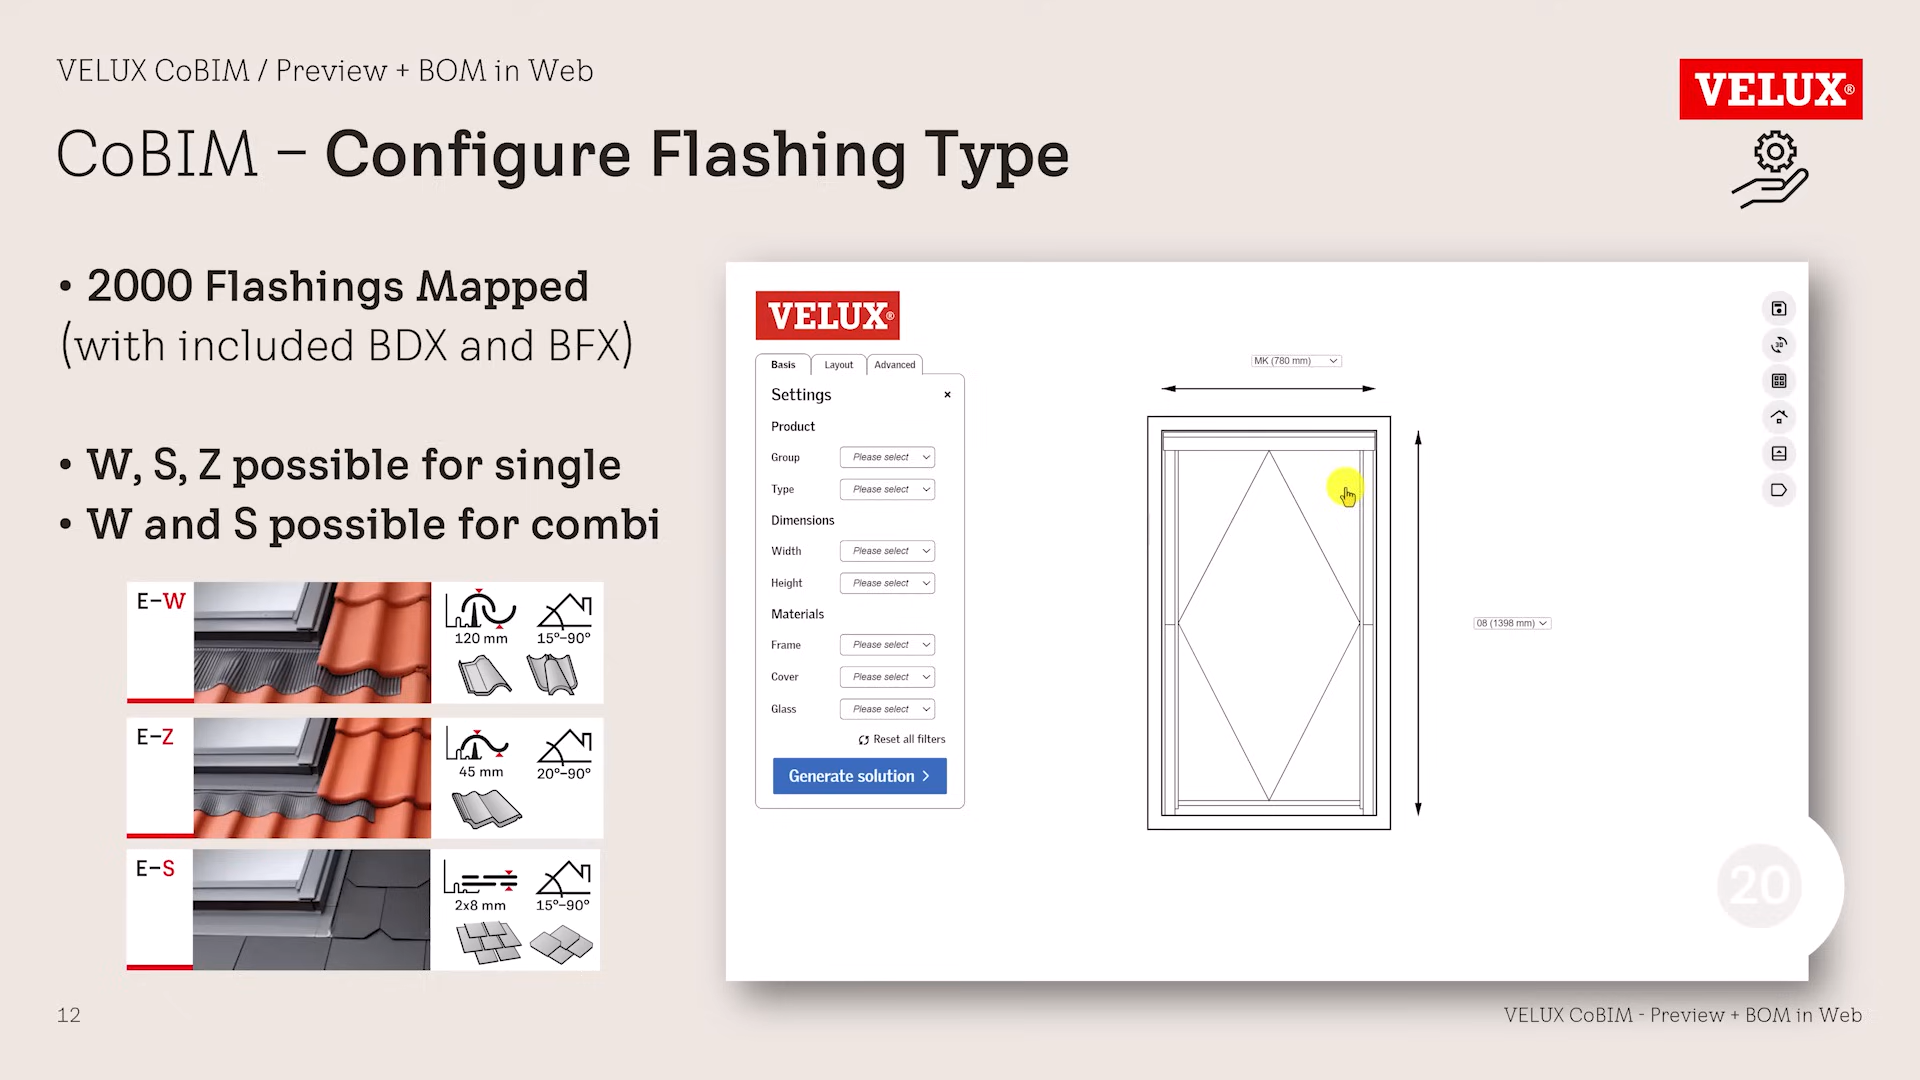 VELUX CoBIM / Preview + BOM in Web
VELUX®
CoBIM – Configure Flashing Type
• 2000 Flashings Mapped
(with included BDX and BFX)
• W, S, Z possible for single
• W and S possible for combi
E-W
120 mm
15°-90°
E-Z
45 mm
20°-90°
E-S
2x8 mm
15°-90°
VELUX®
Basis
Layout
Advanced
Settings
×
Product
Group
Please select
Type
Please select
Dimensions
Width
Please select
Height
Please select
Materials
Frame
Please select
Cover
Please select
Glass
Please select
Reset all filters
Generate solution >
MK (780 mm)
08 (1398 mm)
3D
20
12
VELUX CoBIM - Preview + BOM in Web